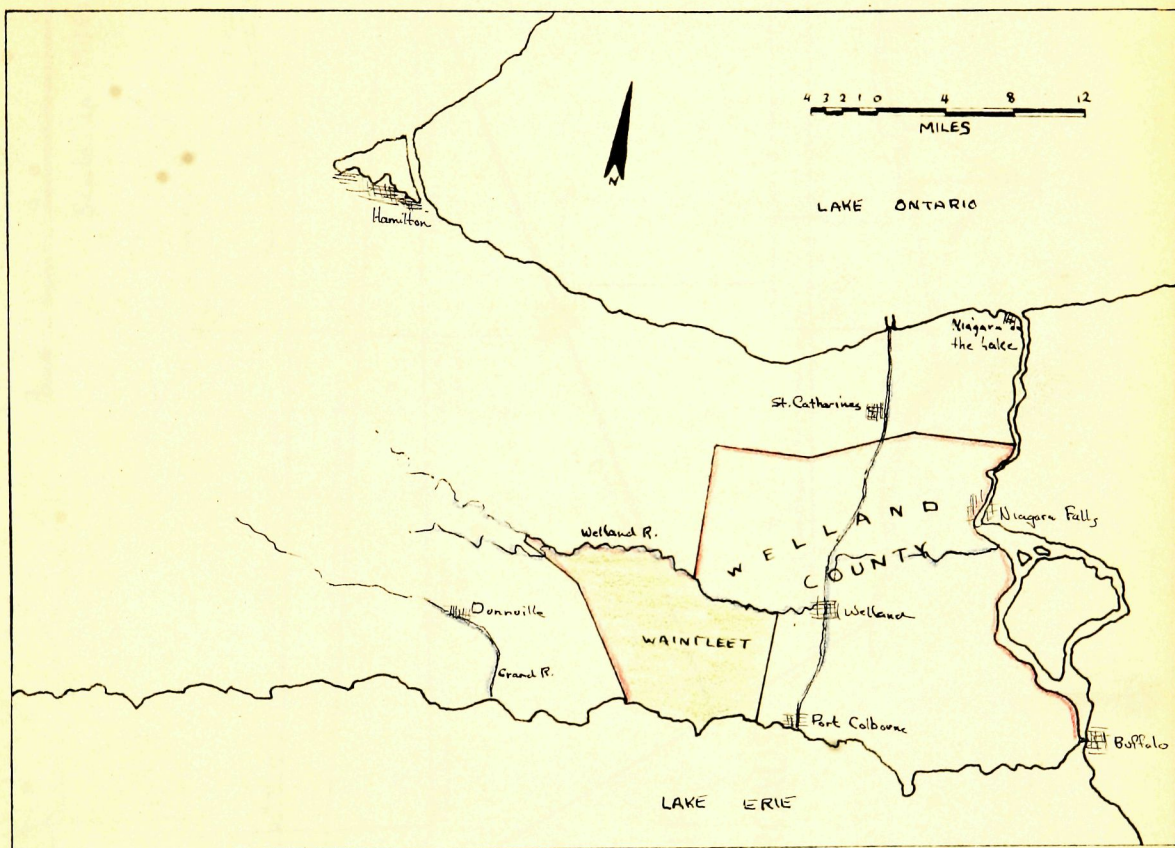 4 3 2 1 0 4 8 12
MILES
N
LAKE ONTARIO
Hamilton
Niagara on
the Lake
St. Catharines
Niagara Falls
Welland R.
WELLAND
COUNTY
Dunnville
Welland
WAINFLEET
Grand R.
Port Colborne
Buffalo
LAKE ERIE